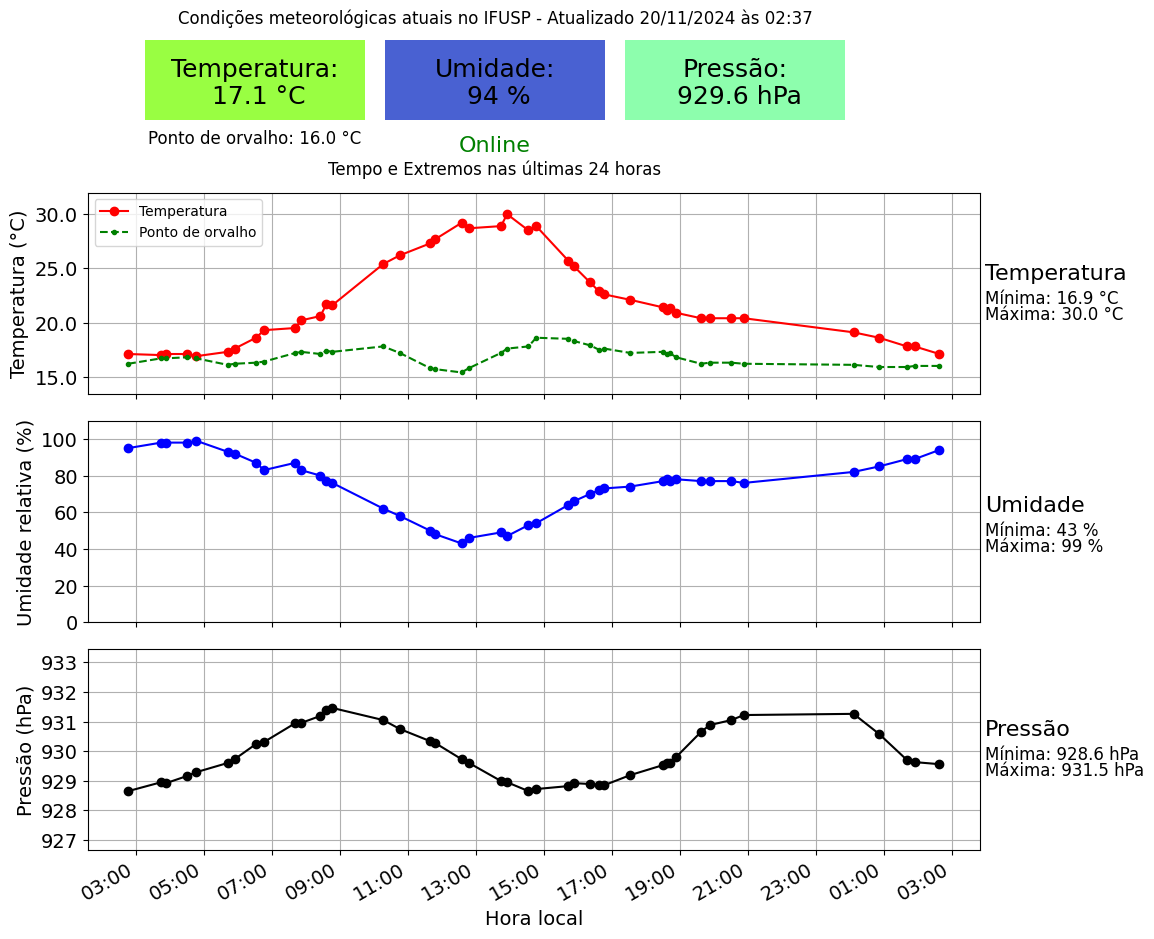 Condições meteorológicas atuais no IFUSP - Atualizado 20/11/2024 às 02:37
Temperatura:
17.1 °C
Umidade:
94 %
Pressão:
929.6 hPa
Ponto de orvalho: 16.0 °C
Online
Tempo e Extremos nas últimas 24 horas
Temperatura (°C)
30.0
25.0
20.0
15.0
Temperatura
Ponto de orvalho
Temperatura
Mínima: 16.9 °C
Máxima: 30.0 °C
Umidade relativa (%)
100
80
60
40
20
0
Umidade
Mínima: 43 %
Máxima: 99 %
Pressão (hPa)
933
932
931
930
929
928
927
Pressão
Mínima: 928.6 hPa
Máxima: 931.5 hPa
03:00 05:00 07:00 09:00 11:00 13:00 15:00 17:00 19:00 21:00 23:00 01:00 03:00
Hora local